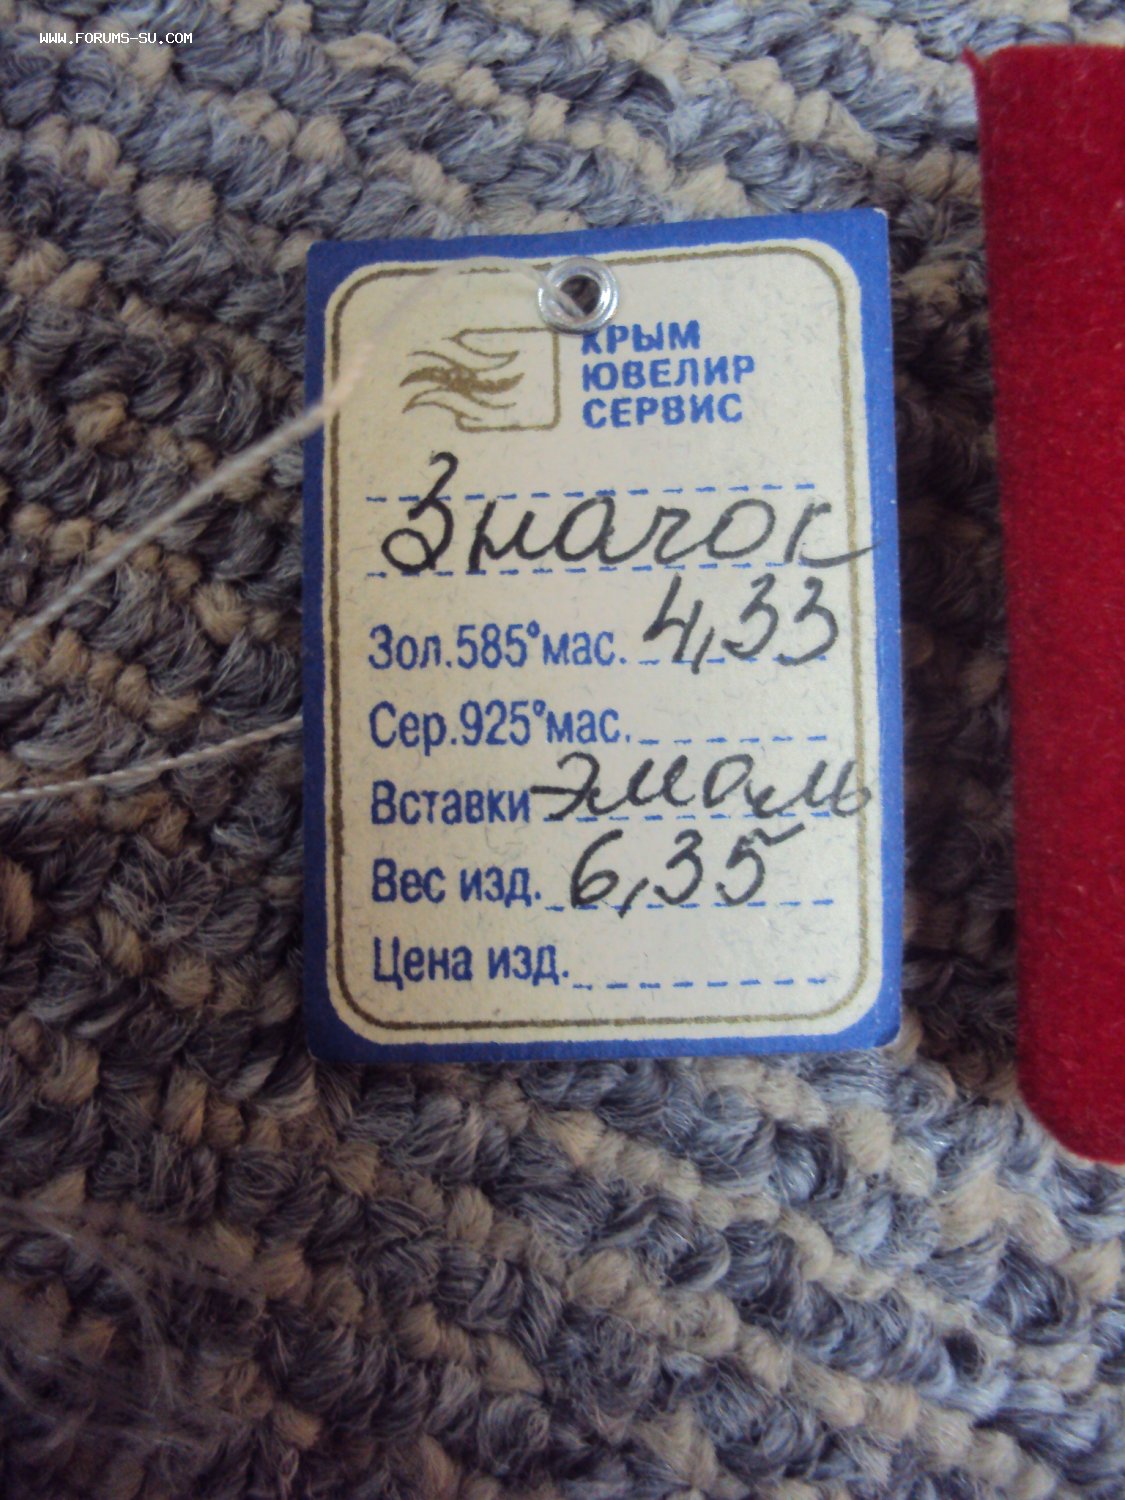 WWW.FORUMS-SU.COM
КРЫМ
ЮВЕЛИР
СЕРВИС
Значок
Зол.585°мас. 4,33
Сер.925°мас.
Вставки эмаль
Вес изд. 6,35
Цена изд.